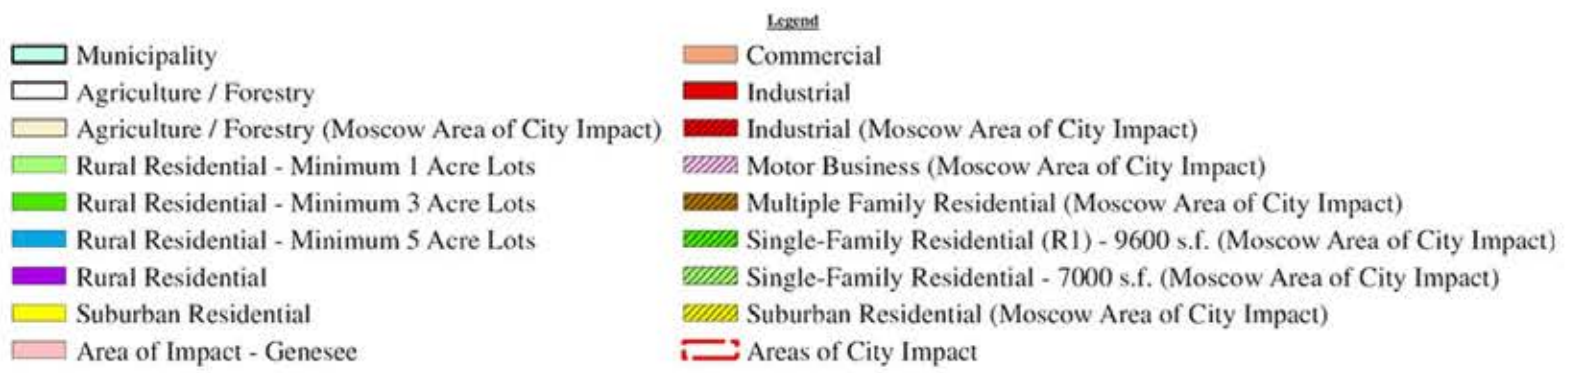 Legend
Municipality
Agriculture / Forestry
Agriculture / Forestry (Moscow Area of City Impact)
Rural Residential - Minimum 1 Acre Lots
Rural Residential - Minimum 3 Acre Lots
Rural Residential - Minimum 5 Acre Lots
Rural Residential
Suburban Residential
Area of Impact - Genesee
Commercial
Industrial
Industrial (Moscow Area of City Impact)
Motor Business (Moscow Area of City Impact)
Multiple Family Residential (Moscow Area of City Impact)
Single-Family Residential (R1) - 9600 s.f. (Moscow Area of City Impact)
Single-Family Residential - 7000 s.f. (Moscow Area of City Impact)
Suburban Residential (Moscow Area of City Impact)
Areas of City Impact